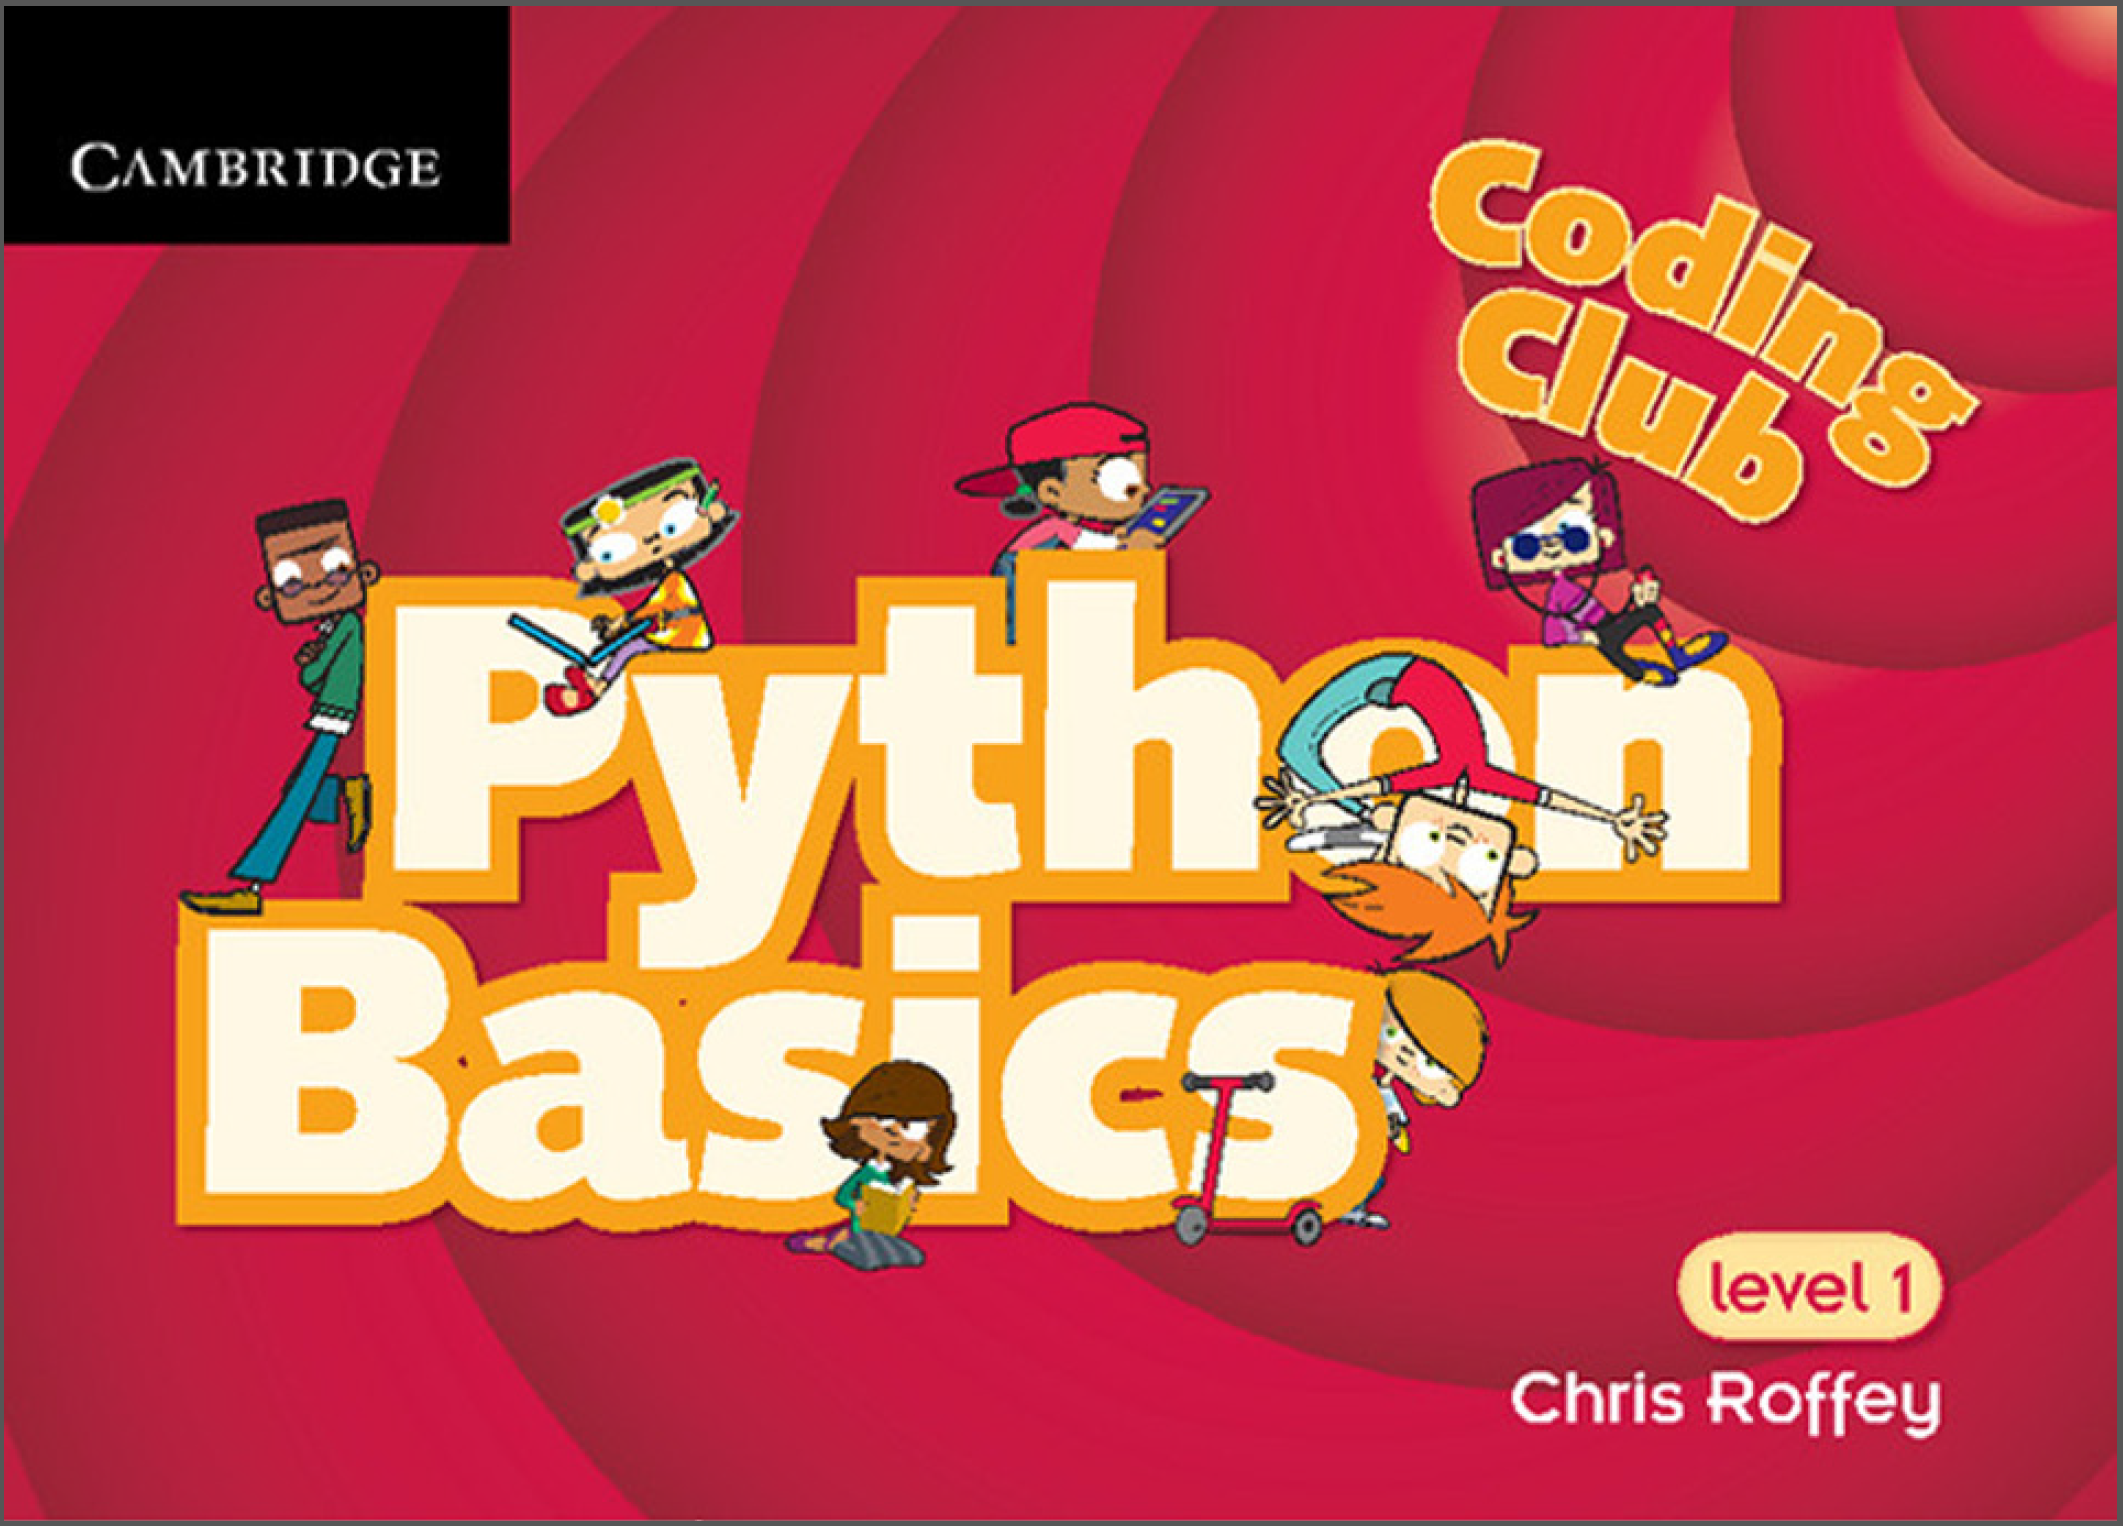 CAMBRIDGE
Coding
Club
Python
Basics
level 1
Chris Roffey